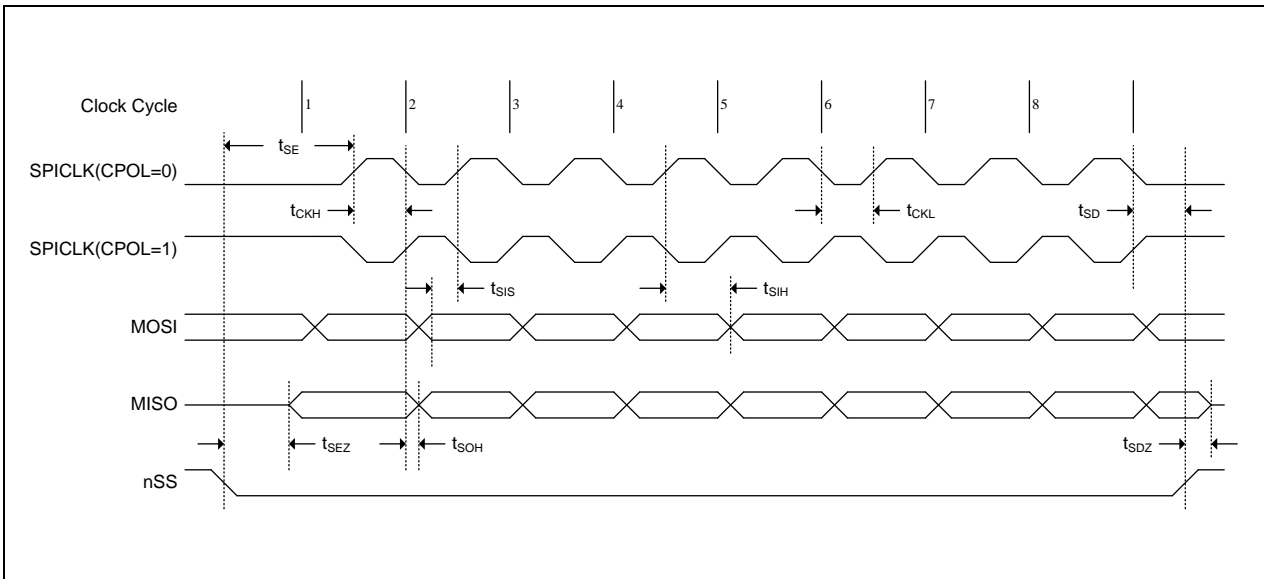 Clock Cycle 1 2 3 4 5 6 7 8
tSE
SPICLK(CPOL=0)
tCKH tCKL tSD
SPICLK(CPOL=1)
tSIS tSIH
MOSI
MISO
tSEZ tSOH tSDZ
nSS